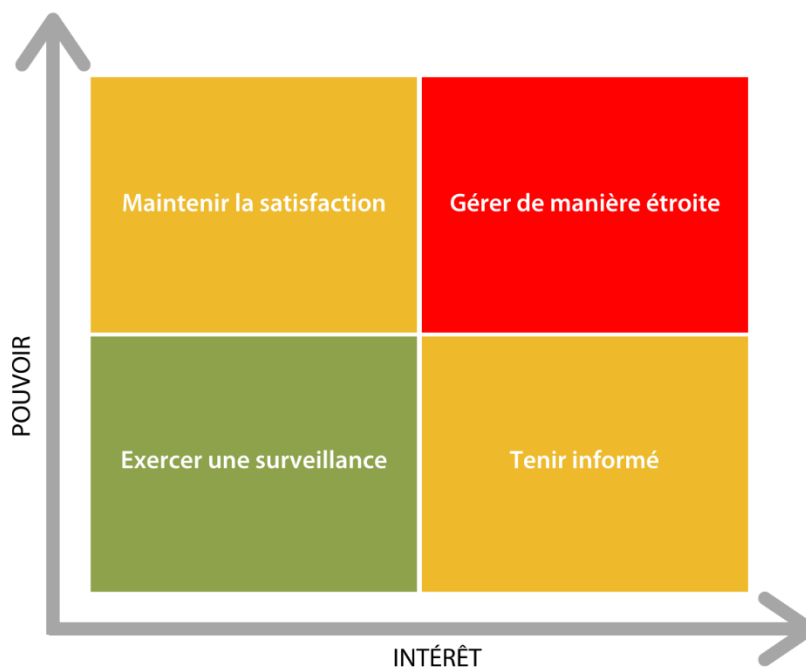 Maintenir la satisfaction
Gérer de manière étroite
POUVOIR
Exercer une surveillance
Tenir informé
INTÉRÊT